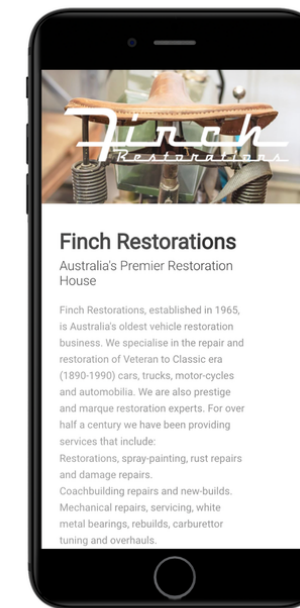 Finch
Restorations
Finch Restorations
Australia's Premier Restoration
House
Finch Restorations, established in 1965,
is Australia's oldest vehicle restoration
business. We specialise in the repair and
restoration of Veteran to Classic era
(1890-1990) cars, trucks, motor-cycles
and automobilia. We are also prestige
and marque restoration experts. For over
half a century we have been providing
services that include:
Restorations, spray-painting, rust repairs
and damage repairs.
Coachbuilding repairs and new-builds.
Mechanical repairs, servicing, white
metal bearings, rebuilds, carburettor
tuning and overhauls.